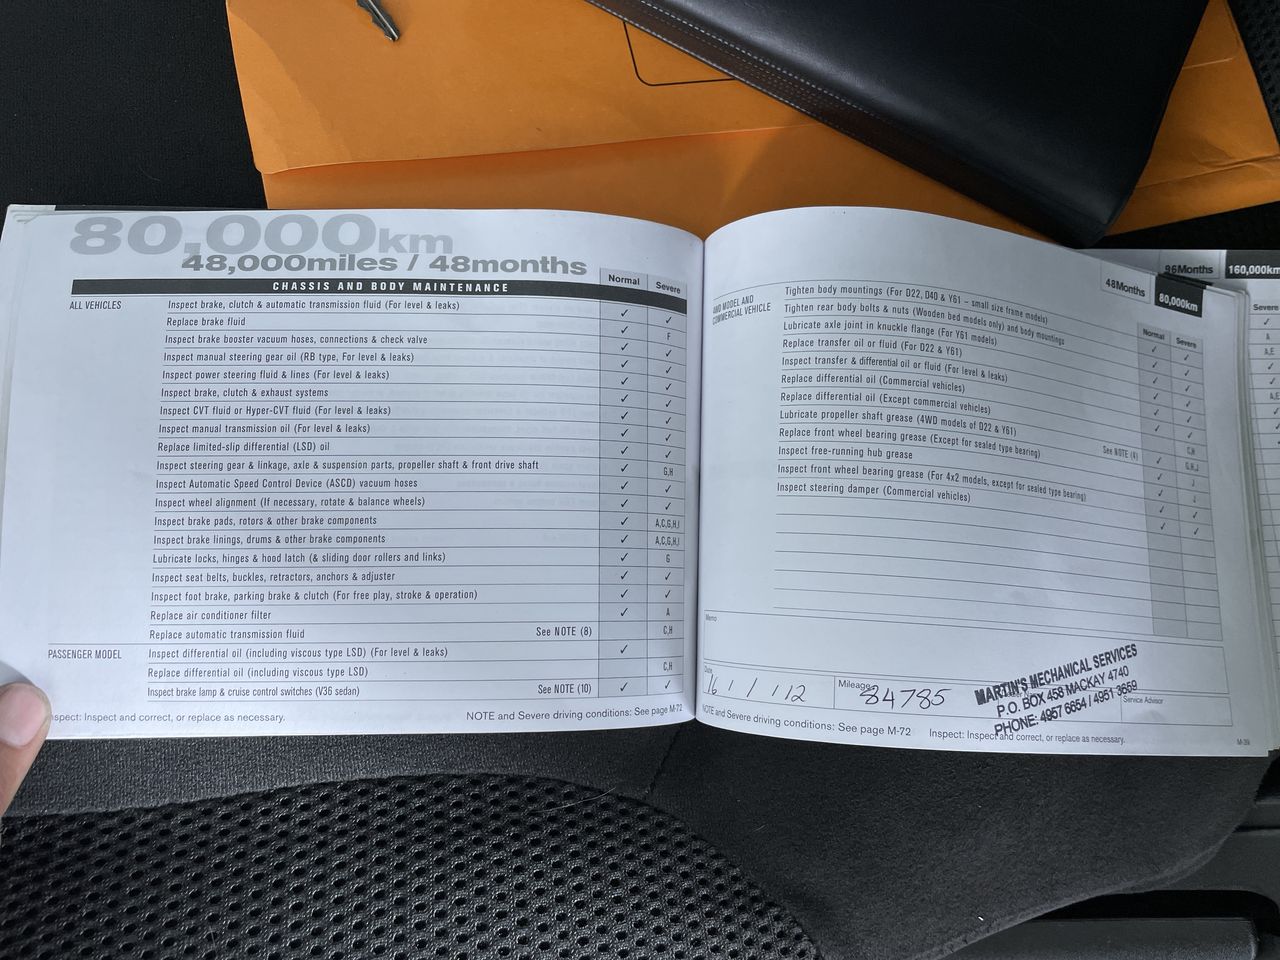 80,000km
48,000miles / 48months
CHASSIS AND BODY MAINTENANCE Normal Severe
ALL VEHICLES Inspect brake, clutch & automatic transmission fluid (For level & leaks) ✓ ✓
Replace brake fluid ✓ F
Inspect brake booster vacuum hoses, connections & check valve ✓ ✓
Inspect manual steering gear oil (RB type, For level & leaks) ✓ ✓
Inspect power steering fluid & lines (For level & leaks) ✓ ✓
Inspect brake, clutch & exhaust systems ✓ ✓
Inspect CVT fluid or Hyper-CVT fluid (For level & leaks) ✓ ✓
Inspect manual transmission oil (For level & leaks) ✓ ✓
Replace limited-slip differential (LSD) oil ✓ G,H
Inspect steering gear & linkage, axle & suspension parts, propeller shaft & front drive shaft ✓ ✓
Inspect Automatic Speed Control Device (ASCD) vacuum hoses ✓ ✓
Inspect wheel alignment (If necessary, rotate & balance wheels) ✓ ✓
Inspect brake pads, rotors & other brake components ✓ A,C,G,H,I
Inspect brake linings, drums & other brake components ✓ A,C,G,H,I
Lubricate locks, hinges & hood latch (& sliding door rollers and links) ✓ G
Inspect seat belts, buckles, retractors, anchors & adjuster ✓ ✓
Inspect foot brake, parking brake & clutch (For free play, stroke & operation) ✓ ✓
Replace air conditioner filter ✓ A
Replace automatic transmission fluid See NOTE (8) C,H
PASSENGER MODEL Inspect differential oil (including viscous type LSD) (For level & leaks) ✓
Replace differential oil (including viscous type LSD) C,H
Inspect brake lamp & cruise control switches (V36 sedan) See NOTE (10) ✓ ✓
Inspect: Inspect and correct, or replace as necessary. NOTE and Severe driving conditions: See page M-72
48Months 80,000km
Normal Severe
4WD MODEL AND
COMMERCIAL VEHICLE
Tighten body mountings (For D22, D40 & Y61 – small size frame models)
Tighten rear body bolts & nuts (Wooden bed models only) and body mountings
Lubricate axle joint in knuckle flange (For Y61 models)
Replace transfer oil or fluid (For D22 & Y61)
Inspect transfer & differential oil or fluid (For level & leaks)
Replace differential oil (Commercial vehicles)
Replace differential oil (Except commercial vehicles)
Lubricate propeller shaft grease (4WD models of D22 & Y61)
Replace front wheel bearing grease (Except for sealed type bearing) See NOTE (9)
Inspect free-running hub grease
Inspect front wheel bearing grease (For 4x2 models, except for sealed type bearing)
Inspect steering damper (Commercial vehicles)
Memo
Date
16 / 1 / 12
Mileage
84785
MARTIN'S MECHANICAL SERVICES
P.O. BOX 458 MACKAY 4740
PHONE: 4957 6654 / 4951 3659
Service Advisor
NOTE and Severe driving conditions: See page M-72 Inspect: Inspect and correct, or replace as necessary.
96Months 160,000km